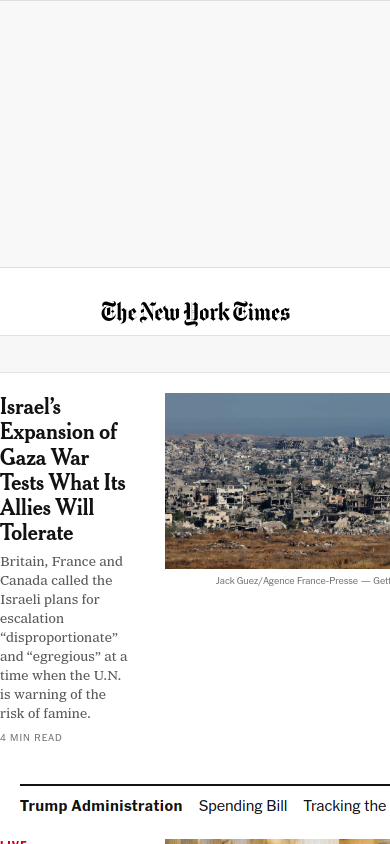 The New York Times
Israel’s
Expansion of
Gaza War
Tests What Its
Allies Will
Tolerate
Britain, France and
Canada called the
Israeli plans for
escalation
“disproportionate”
and “egregious” at a
time when the U.N.
is warning of the
risk of famine.
4 MIN READ
Jack Guez/Agence France-Presse — Gett
Trump Administration Spending Bill Tracking the
LIVE